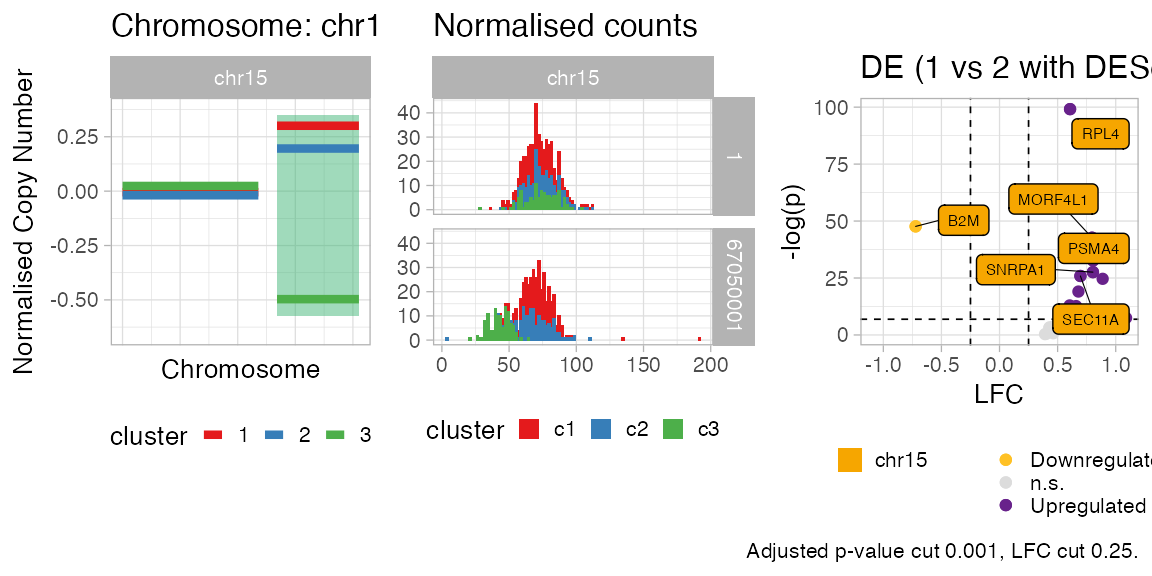 Chromosome: chr1
chr15
Normalised Copy Number
0.25
0.00
-0.25
-0.50
Chromosome
cluster 1 2 3
Normalised counts
chr15
40
30
20
10
0
1
40
30
20
10
0
67050001
0 50 100 150 200
cluster c1 c2 c3
DE (1 vs 2 with DESe
-log(p)
100
75
50
25
0
RPL4
MORF4L1
B2M
PSMA4
SNRPA1
SEC11A
-1.0 -0.5 0.0 0.5 1.0
LFC
chr15
Downregulate
n.s.
Upregulated
Adjusted p-value cut 0.001, LFC cut 0.25.